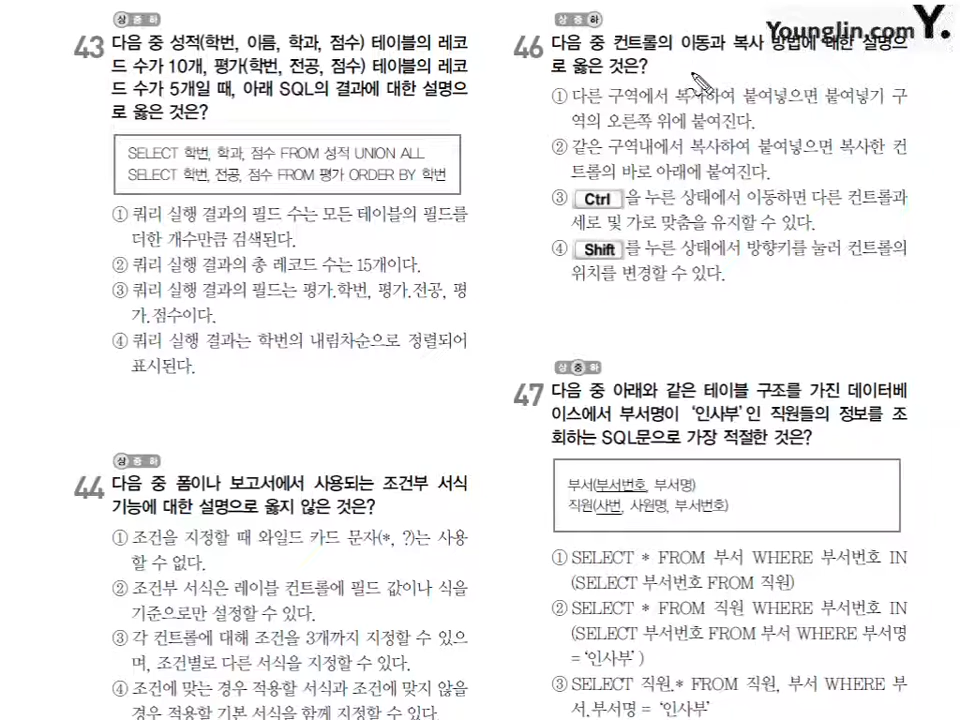 상 중 하
43 다음 중 성적(학번, 이름, 학과, 점수) 테이블의 레코
드 수가 10개, 평가(학번, 전공, 점수) 테이블의 레코
드 수가 5개일 때, 아래 SQL의 결과에 대한 설명으
로 옳은 것은?
SELECT 학번, 학과, 점수 FROM 성적 UNION ALL
SELECT 학번, 전공, 점수 FROM 평가 ORDER BY 학번
① 쿼리 실행 결과의 필드 수는 모든 테이블의 필드를
더한 개수만큼 검색된다.
② 쿼리 실행 결과의 총 레코드 수는 15개이다.
③ 쿼리 실행 결과의 필드는 평가.학번, 평가.전공, 평
가.점수이다.
④ 쿼리 실행 결과는 학번의 내림차순으로 정렬되어
표시된다.
상 중 하
44 다음 중 폼이나 보고서에서 사용되는 조건부 서식
기능에 대한 설명으로 옳지 않은 것은?
① 조건을 지정할 때 와일드 카드 문자(*, ?)는 사용
할 수 없다.
② 조건부 서식은 레이블 컨트롤에 필드 값이나 식을
기준으로만 설정할 수 있다.
③ 각 컨트롤에 대해 조건을 3개까지 지정할 수 있으
며, 조건별로 다른 서식을 지정할 수 있다.
④ 조건에 맞는 경우 적용할 서식과 조건에 맞지 않을
경우 적용할 기본 서식을 함께 지정할 수 있다.
Younglin.com Y.
상 중 하
46 다음 중 컨트롤의 이동과 복사 방법에 대한 설명으
로 옳은 것은?
① 다른 구역에서 복사하여 붙여넣으면 붙여넣기 구
역의 오른쪽 위에 붙여진다.
② 같은 구역내에서 복사하여 붙여넣으면 복사한 컨
트롤의 바로 아래에 붙여진다.
③ Ctrl 을 누른 상태에서 이동하면 다른 컨트롤과
세로 및 가로 맞춤을 유지할 수 있다.
④ Shift 를 누른 상태에서 방향키를 눌러 컨트롤의
위치를 변경할 수 있다.
상 중 하
47 다음 중 아래와 같은 테이블 구조를 가진 데이터베
이스에서 부서명이 ‘인사부’인 직원들의 정보를 조
회하는 SQL문으로 가장 적절한 것은?
부서(부서번호, 부서명)
직원(사번, 사원명, 부서번호)
① SELECT * FROM 부서 WHERE 부서번호 IN
(SELECT 부서번호 FROM 직원)
② SELECT * FROM 직원 WHERE 부서번호 IN
(SELECT 부서번호 FROM 부서 WHERE 부서명
=‘인사부’)
③ SELECT 직원.* FROM 직원, 부서 WHERE 부
서.부서명 = ‘인사부’